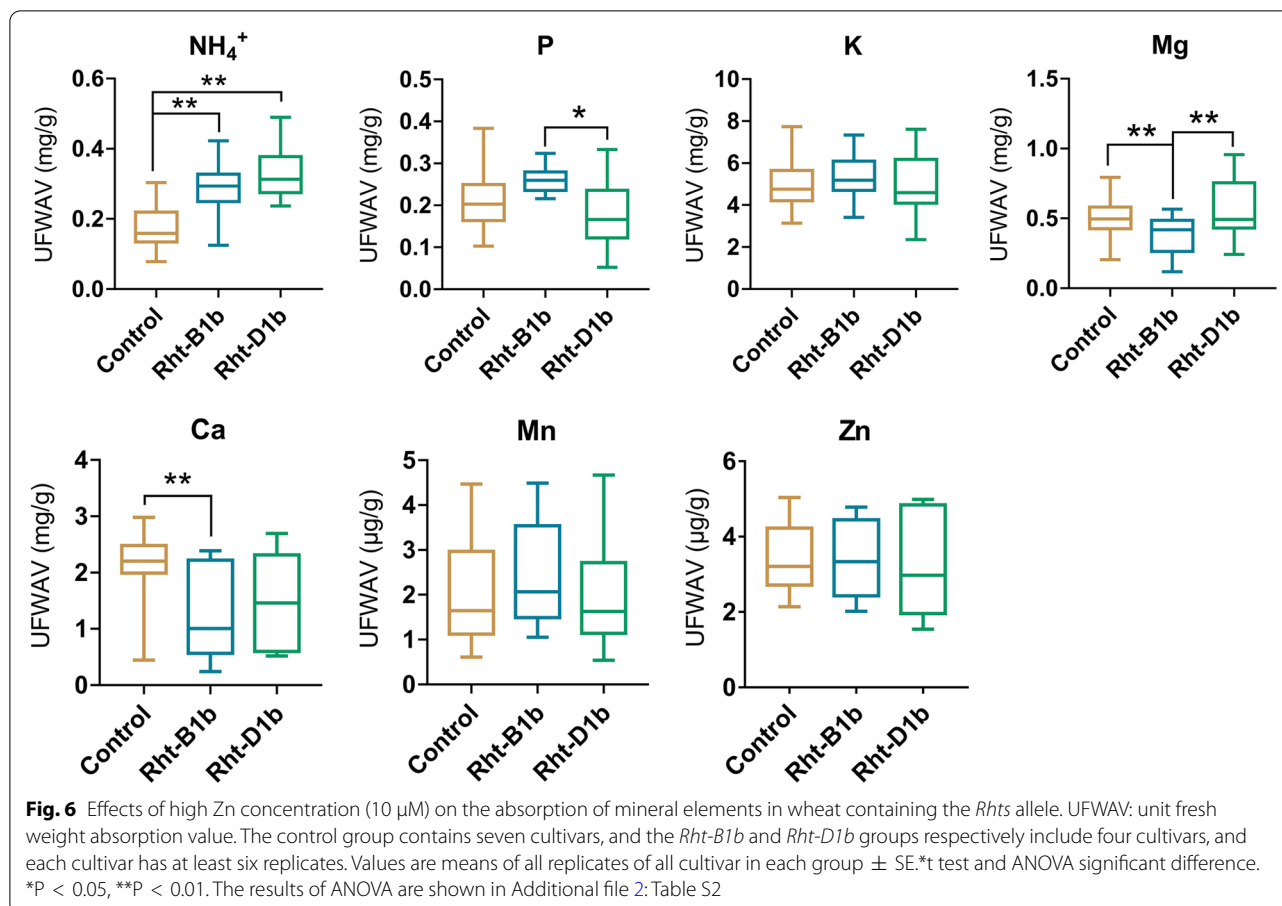 NH₄⁺
P
K
Mg
UFWAV (mg/g)
0.6
0.4
0.2
0.0
**
**
Control
Rht-B1b
Rht-D1b
UFWAV (mg/g)
0.5
0.4
0.3
0.2
0.1
0.0
*
Control
Rht-B1b
Rht-D1b
UFWAV (mg/g)
10
8
6
4
2
0
Control
Rht-B1b
Rht-D1b
UFWAV (mg/g)
1.5
1.0
0.5
0.0
**
**
Control
Rht-B1b
Rht-D1b
Ca
Mn
Zn
UFWAV (mg/g)
4
3
2
1
0
**
Control
Rht-B1b
Rht-D1b
UFWAV (µg/g)
5
4
3
2
1
0
Control
Rht-B1b
Rht-D1b
UFWAV (µg/g)
6
4
2
0
Control
Rht-B1b
Rht-D1b
Fig. 6 Effects of high Zn concentration (10 µM) on the absorption of mineral elements in wheat containing the Rhts allele. UFWAV: unit fresh
weight absorption value. The control group contains seven cultivars, and the Rht-B1b and Rht-D1b groups respectively include four cultivars, and
each cultivar has at least six replicates. Values are means of all replicates of all cultivar in each group ± SE.*t test and ANOVA significant difference.
*P < 0.05, **P < 0.01. The results of ANOVA are shown in Additional file 2: Table S2